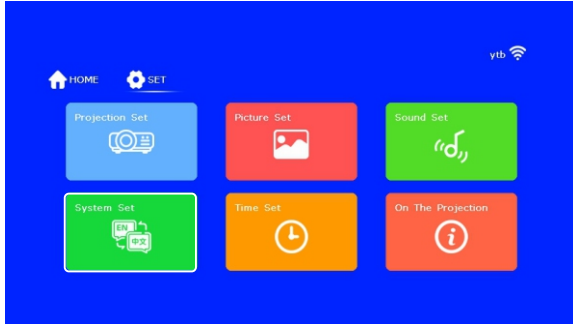 ytb
HOME SET
Projection Set
Picture Set
Sound Set
System Set
EN
中文
Time Set
On The Projection
i